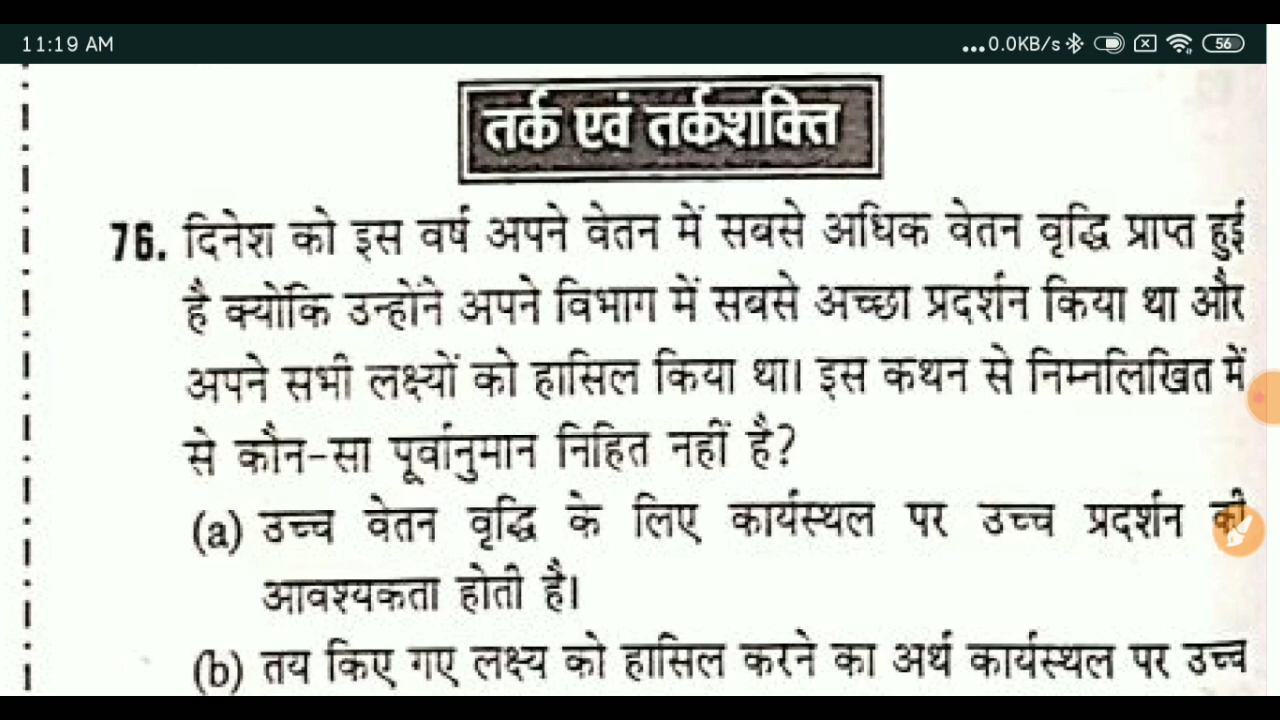 11:19 AM
...0.0KB/s 56
तर्क एवं तर्कशक्ति
76. दिनेश को इस वर्ष अपने वेतन में सबसे अधिक वेतन वृद्धि प्राप्त हुई
है क्योंकि उन्होंने अपने विभाग में सबसे अच्छा प्रदर्शन किया था और
अपने सभी लक्ष्यों को हासिल किया था। इस कथन से निम्नलिखित में
से कौन-सा पूर्वानुमान निहित नहीं है?
(a) उच्च वेतन वृद्धि के लिए कार्यस्थल पर उच्च प्रदर्शन की
आवश्यकता होती है।
(b) तय किए गए लक्ष्य को हासिल करने का अर्थ कार्यस्थल पर उच्च